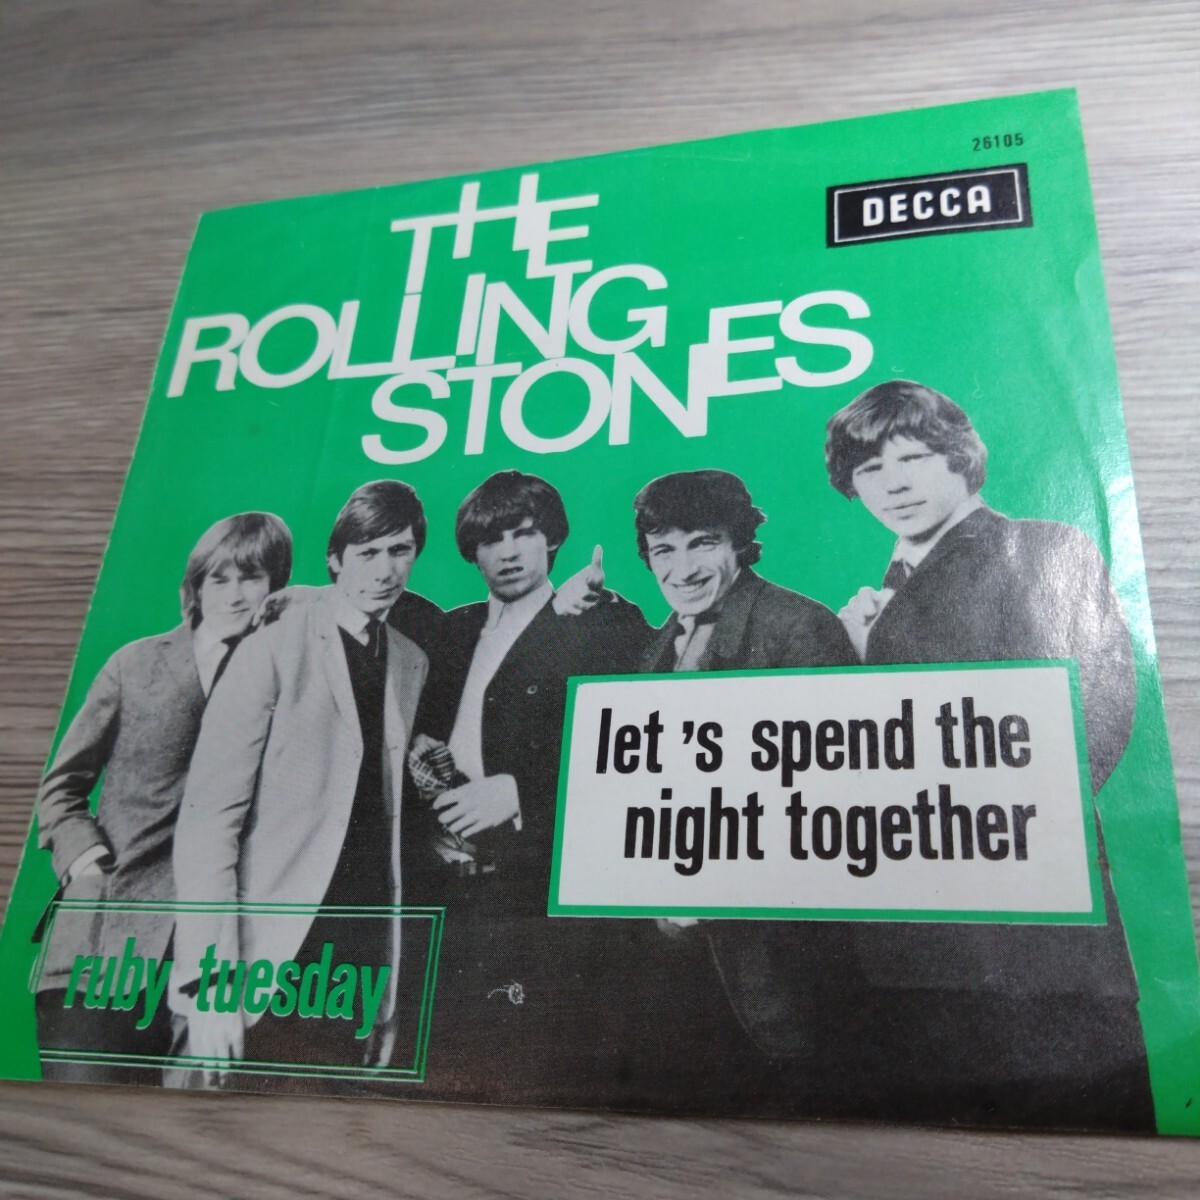 26105
DECCA
THE
ROLLING
STONES
let 's spend the
night together
ruby tuesday